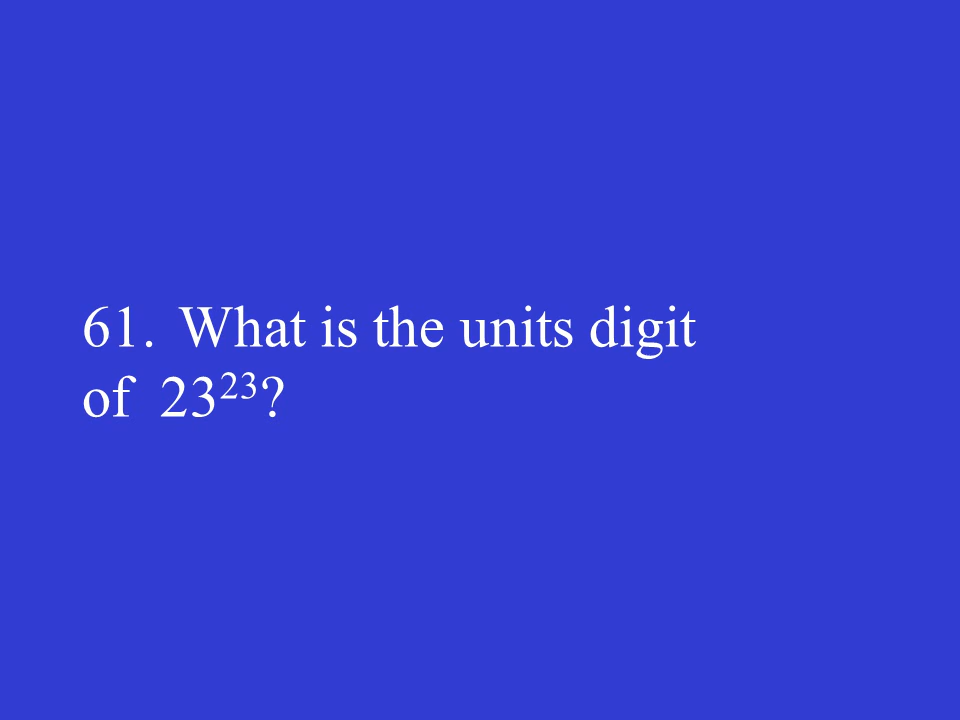 61. What is the units digit
of 23²³?